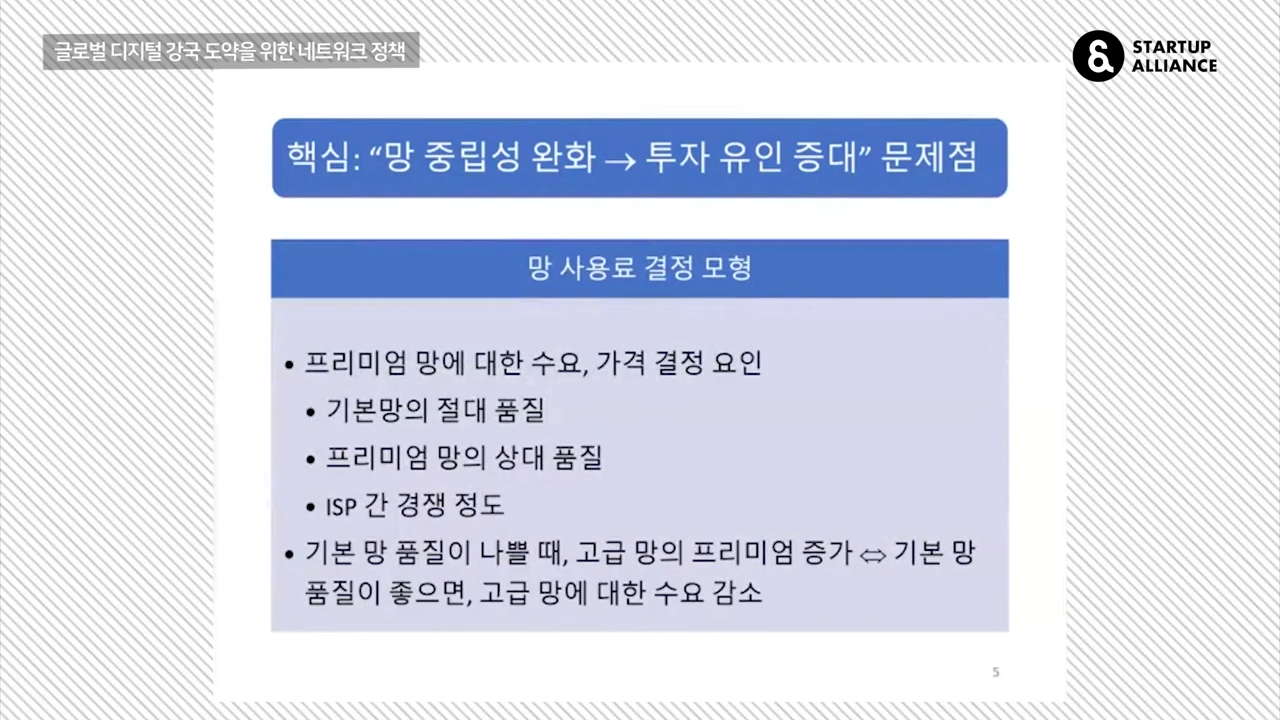 글로벌 디지털 강국 도약을 위한 네트워크 정책
STARTUP
ALLIANCE
핵심: “망 중립성 완화 → 투자 유인 증대” 문제점
망 사용료 결정 모형
• 프리미엄 망에 대한 수요, 가격 결정 요인
• 기본망의 절대 품질
• 프리미엄 망의 상대 품질
• ISP 간 경쟁 정도
• 기본 망 품질이 나쁠 때, 고급 망의 프리미엄 증가 ⇔ 기본 망
품질이 좋으면, 고급 망에 대한 수요 감소
5